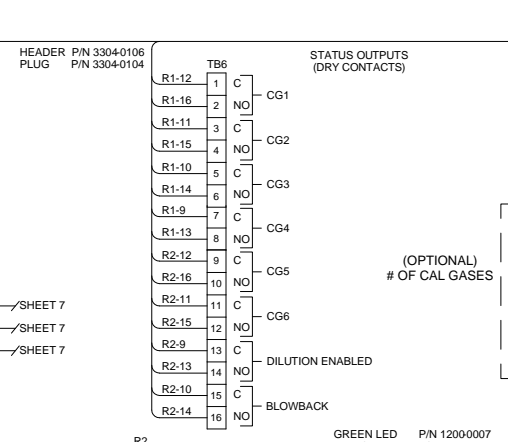 HEADER P/N 3304-0106
PLUG P/N 3304-0104
TB6
STATUS OUTPUTS
(DRY CONTACTS)
R1-12 1 C
CG1
R1-16 2 NO
R1-11 3 C
CG2
R1-15 4 NO
R1-10 5 C
CG3
R1-14 6 NO
R1-9 7 C
CG4
R1-13 8 NO
R2-12 9 C
CG5
R2-16 10 NO
(OPTIONAL)
# OF CAL GASES
R2-11 11 C
CG6
R2-15 12 NO
SHEET 7
SHEET 7
SHEET 7
R2-9 13 C
DILUTION ENABLED
R2-13 14 NO
R2-10 15 C
BLOWBACK
R2-14 16 NO
R2
GREEN LED P/N 1200-0007